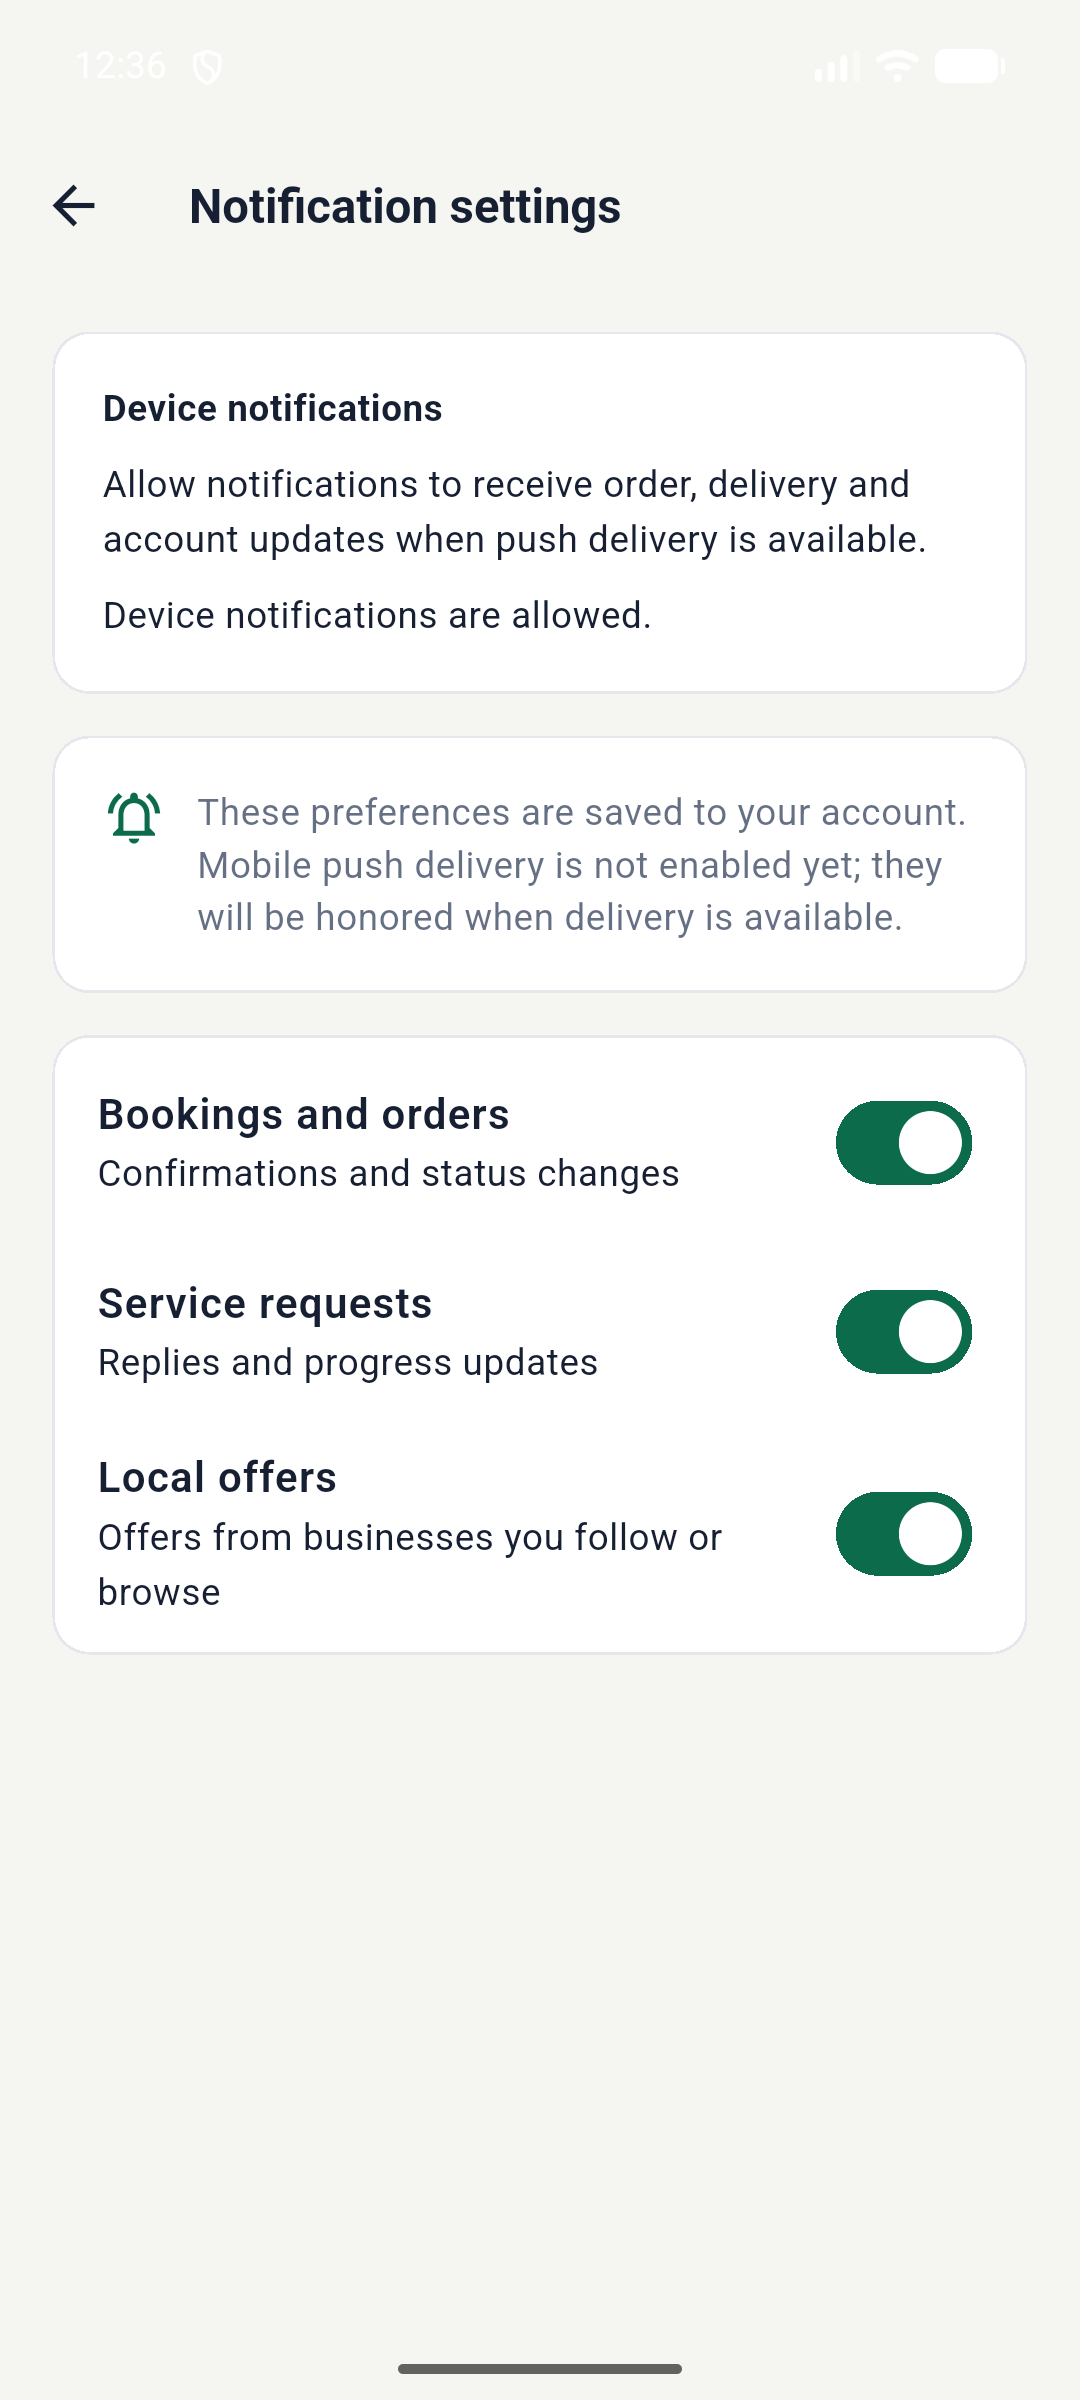 12:36
Notification settings
Device notifications
Allow notifications to receive order, delivery and
account updates when push delivery is available.
Device notifications are allowed.
These preferences are saved to your account.
Mobile push delivery is not enabled yet; they
will be honored when delivery is available.
Bookings and orders
Confirmations and status changes
Service requests
Replies and progress updates
Local offers
Offers from businesses you follow or
browse